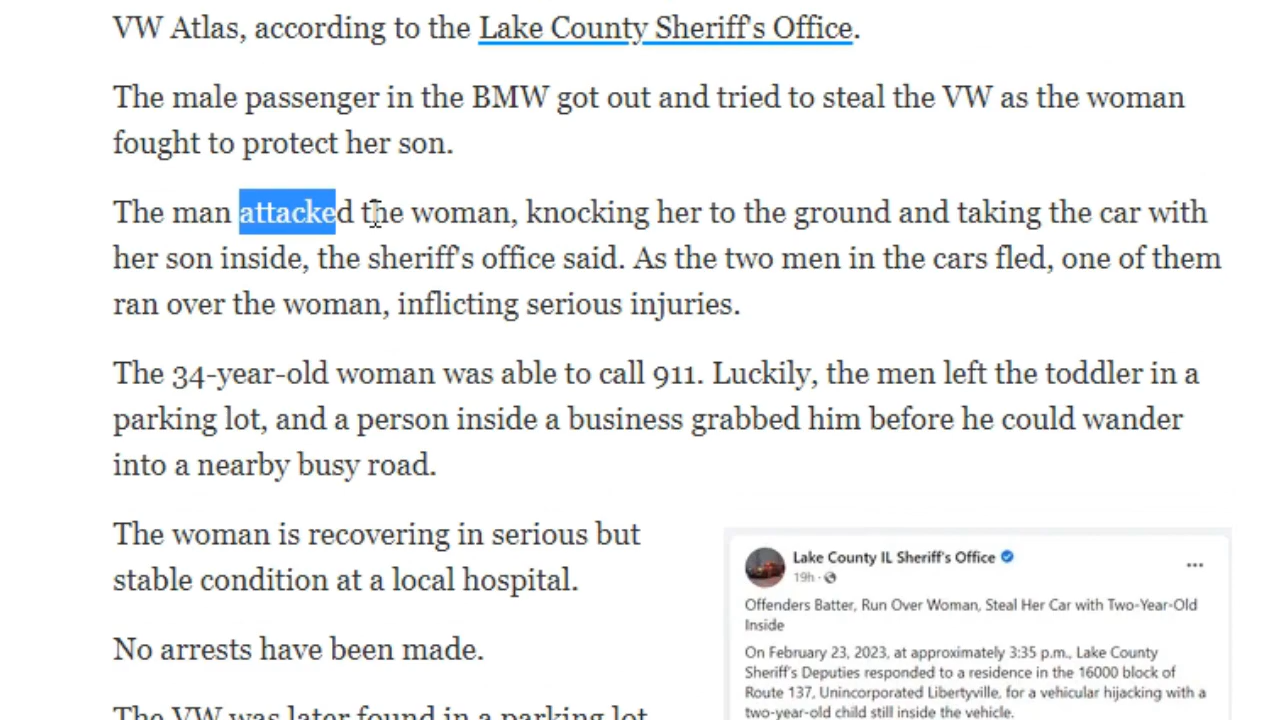 VW Atlas, according to the Lake County Sheriff's Office.
The male passenger in the BMW got out and tried to steal the VW as the woman
fought to protect her son.
The man attacked the woman, knocking her to the ground and taking the car with
her son inside, the sheriff's office said. As the two men in the cars fled, one of them
ran over the woman, inflicting serious injuries.
The 34-year-old woman was able to call 911. Luckily, the men left the toddler in a
parking lot, and a person inside a business grabbed him before he could wander
into a nearby busy road.
The woman is recovering in serious but
stable condition at a local hospital.
No arrests have been made.
The VW was later found in a parking lot
Lake County IL Sheriff's Office
19h ·
Offenders Batter, Run Over Woman, Steal Her Car with Two-Year-Old
Inside
On February 23, 2023, at approximately 3:35 p.m., Lake County
Sheriff's Deputies responded to a residence in the 16000 block of
Route 137, Unincorporated Libertyville, for a vehicular hijacking with a
two-year-old child still inside the vehicle.